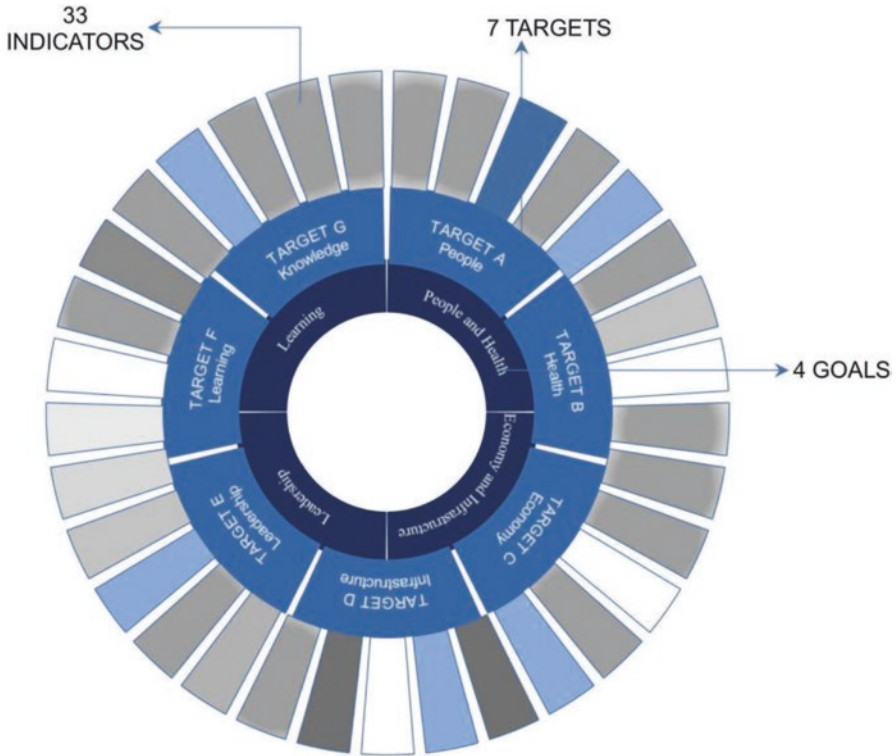 33
INDICATORS
7 TARGETS
4 GOALS
TARGET A
People
TARGET B
Health
TARGET C
Economy
TARGET D
Infrastructure
TARGET E
Leadership
TARGET F
Learning
TARGET G
Knowledge
People and Health
Economy and Infrastructure
Leadership
Learning